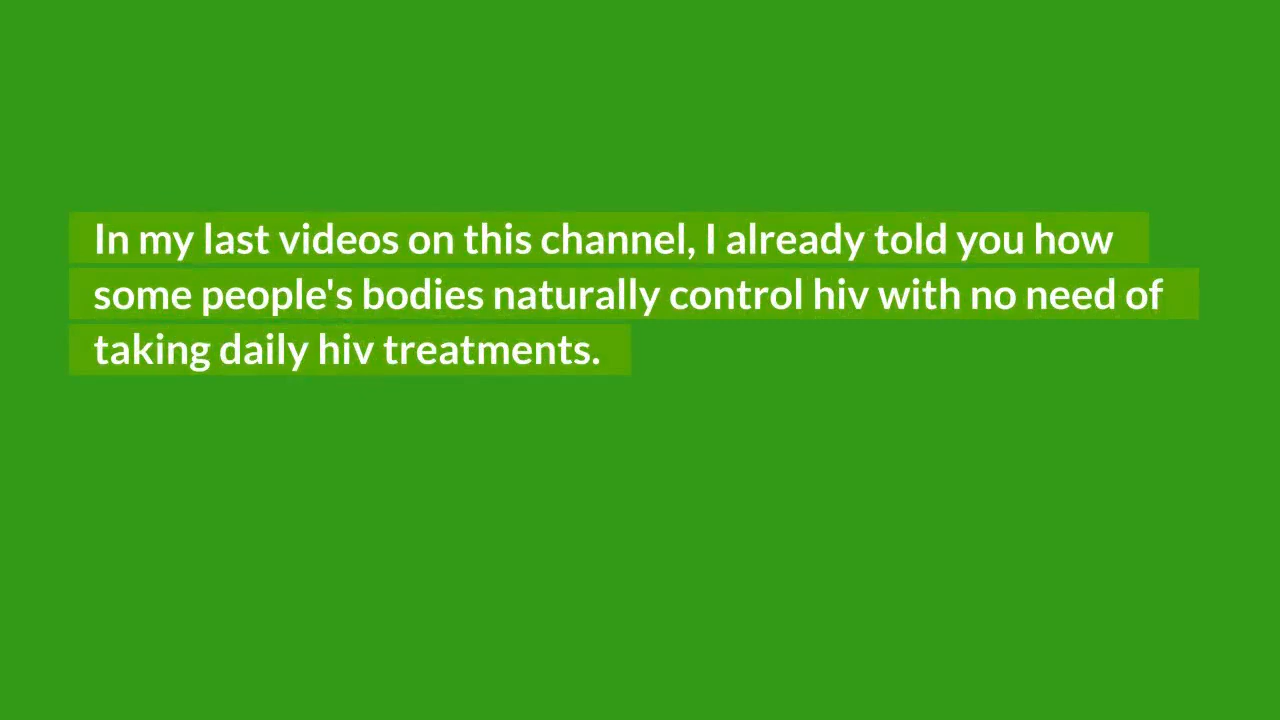 In my last videos on this channel, I already told you how
some people's bodies naturally control hiv with no need of
taking daily hiv treatments.